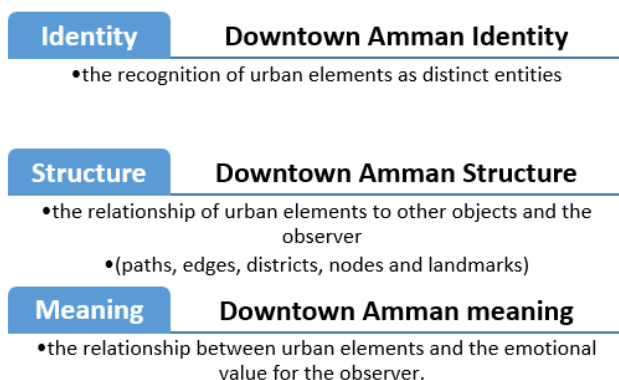 Identity Downtown Amman Identity
•the recognition of urban elements as distinct entities
Structure Downtown Amman Structure
•the relationship of urban elements to other objects and the
observer
•(paths, edges, districts, nodes and landmarks)
Meaning Downtown Amman meaning
•the relationship between urban elements and the emotional
value for the observer.